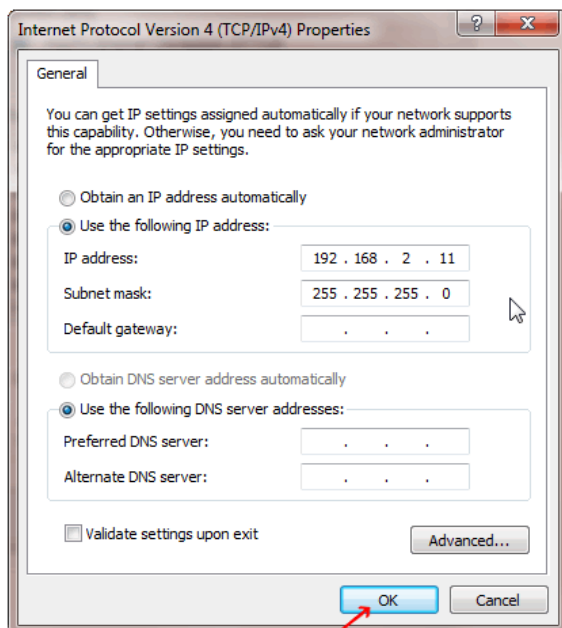 Internet Protocol Version 4 (TCP/IPv4) Properties
General
You can get IP settings assigned automatically if your network supports
this capability. Otherwise, you need to ask your network administrator
for the appropriate IP settings.
Obtain an IP address automatically
Use the following IP address:
IP address: 192 . 168 . 2 . 11
Subnet mask: 255 . 255 . 255 . 0
Default gateway: . . .
Obtain DNS server address automatically
Use the following DNS server addresses:
Preferred DNS server: . . .
Alternate DNS server: . . .
Validate settings upon exit
Advanced...
OK Cancel